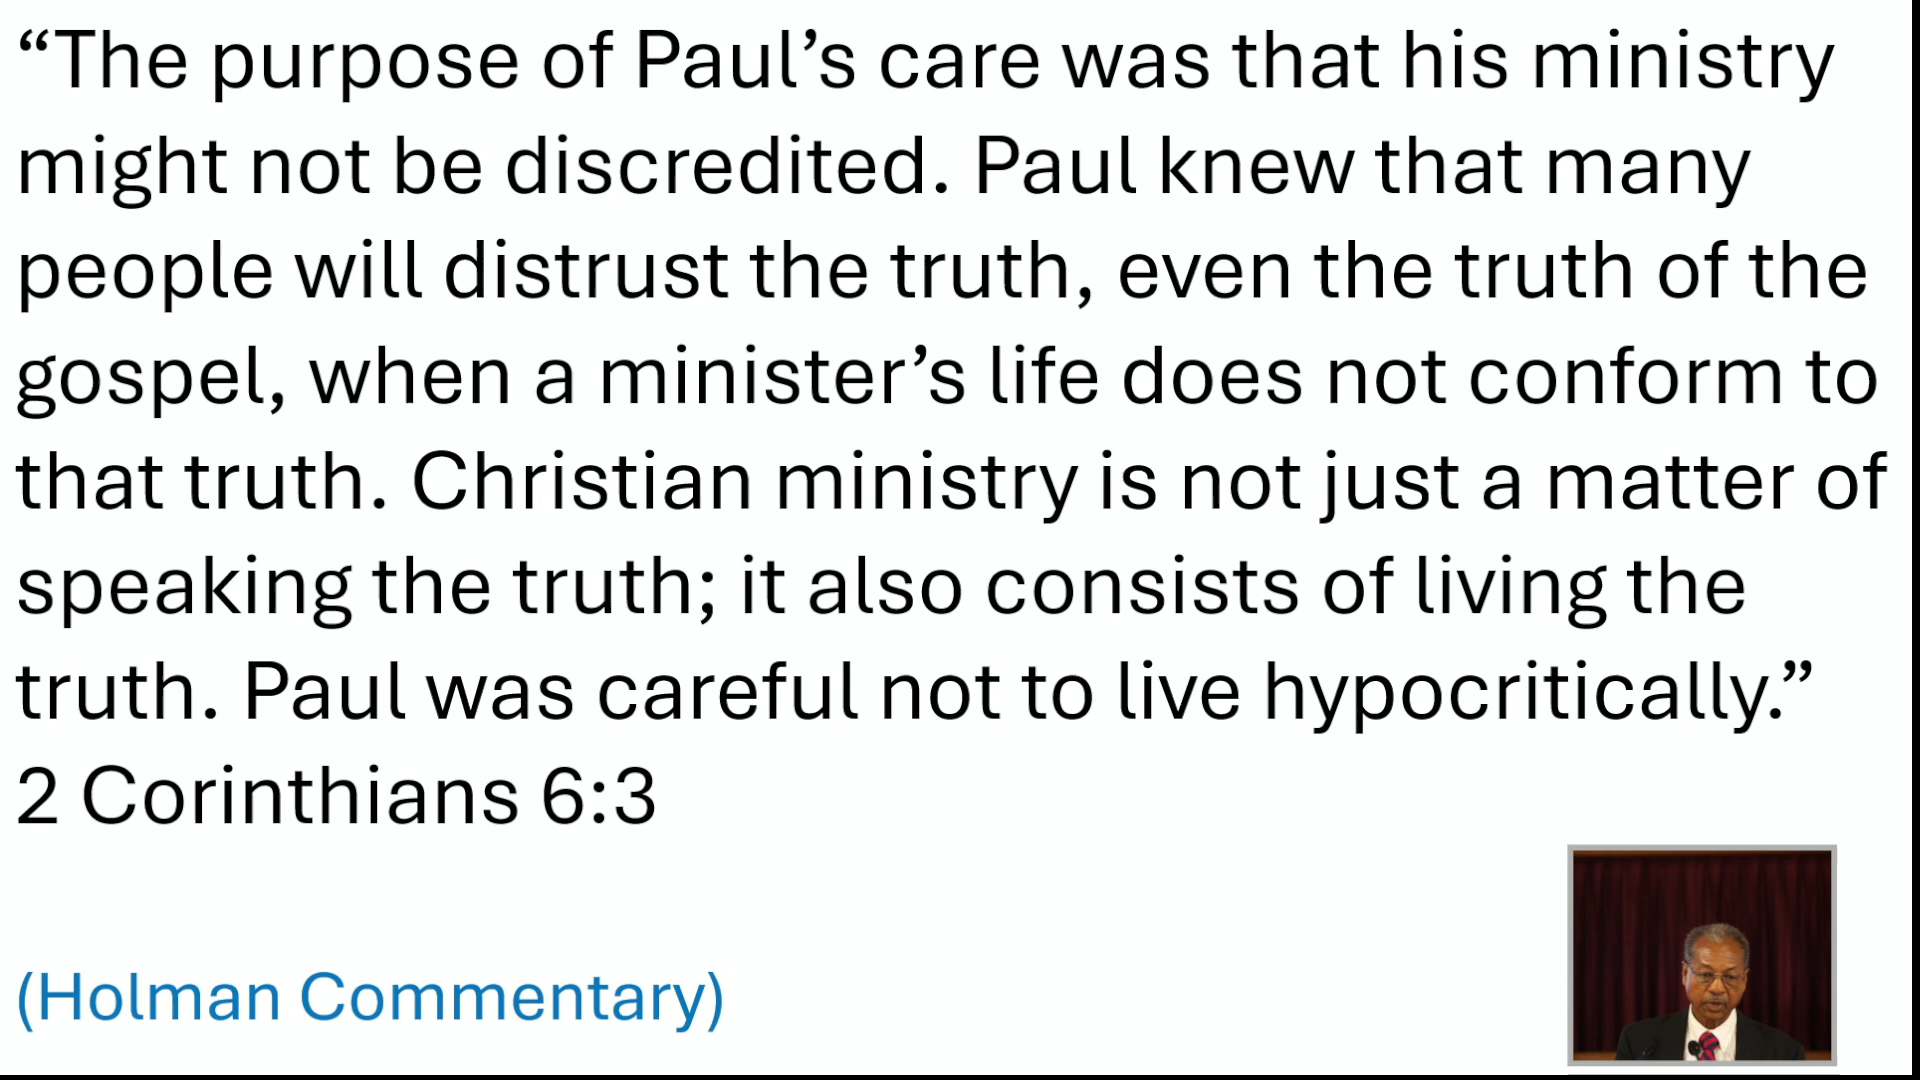 “The purpose of Paul’s care was that his ministry
might not be discredited. Paul knew that many
people will distrust the truth, even the truth of the
gospel, when a minister’s life does not conform to
that truth. Christian ministry is not just a matter of
speaking the truth; it also consists of living the
truth. Paul was careful not to live hypocritically.”
2 Corinthians 6:3
(Holman Commentary)